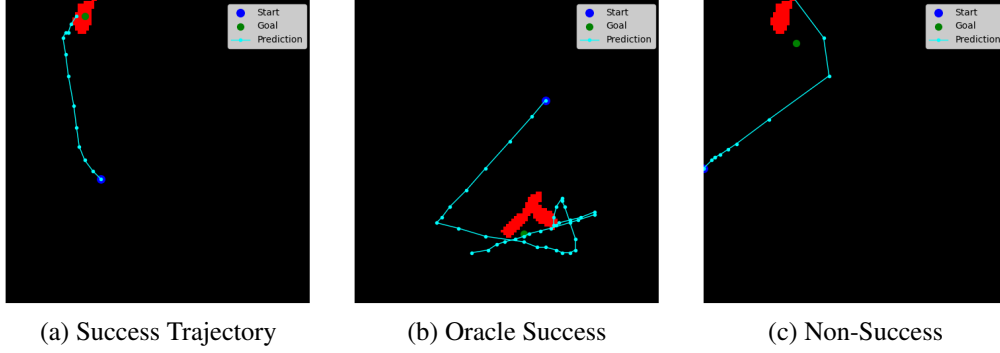 Start
Goal
Prediction
Start
Goal
Prediction
Start
Goal
Prediction
(a) Success Trajectory
(b) Oracle Success
(c) Non-Success